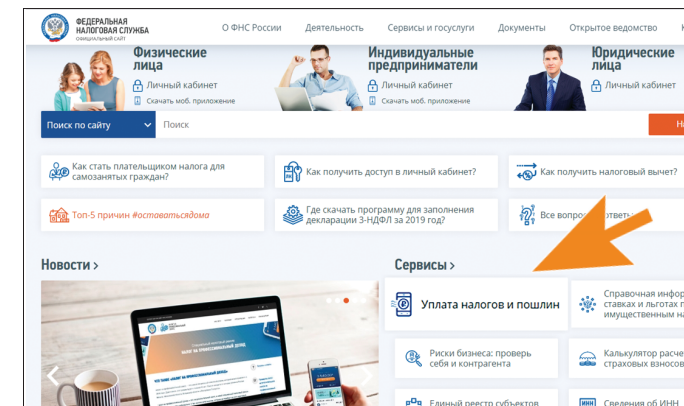 ФЕДЕРАЛЬНАЯ
НАЛОГОВАЯ СЛУЖБА
ОФИЦИАЛЬНЫЙ САЙТ
О ФНС России Деятельность Сервисы и госуслуги Документы Открытое ведомство
Физические
лица
Личный кабинет
Скачать моб. приложение
Индивидуальные
предприниматели
Личный кабинет
Скачать моб. приложение
Юридические
лица
Личный кабинет
Поиск по сайту Поиск
Как стать плательщиком налога для
самозанятых граждан?
Как получить доступ в личный кабинет?
Как получить налоговый вычет?
Топ-5 причин #оставатьсядома
Где скачать программу для заполнения
декларации 3-НДФЛ за 2019 год?
Все
Новости >
Сервисы >
НАЛОГ НА ПРОФЕССИОНАЛЬНЫЙ ДОХОД
Уплата налогов и пошлин
Справочная
ставках и льготах
имущественным
Риски бизнеса: проверь
себя и контрагента
Калькулятор
страховых взносов
Единый реестр субъектов
Сведения об ИНН